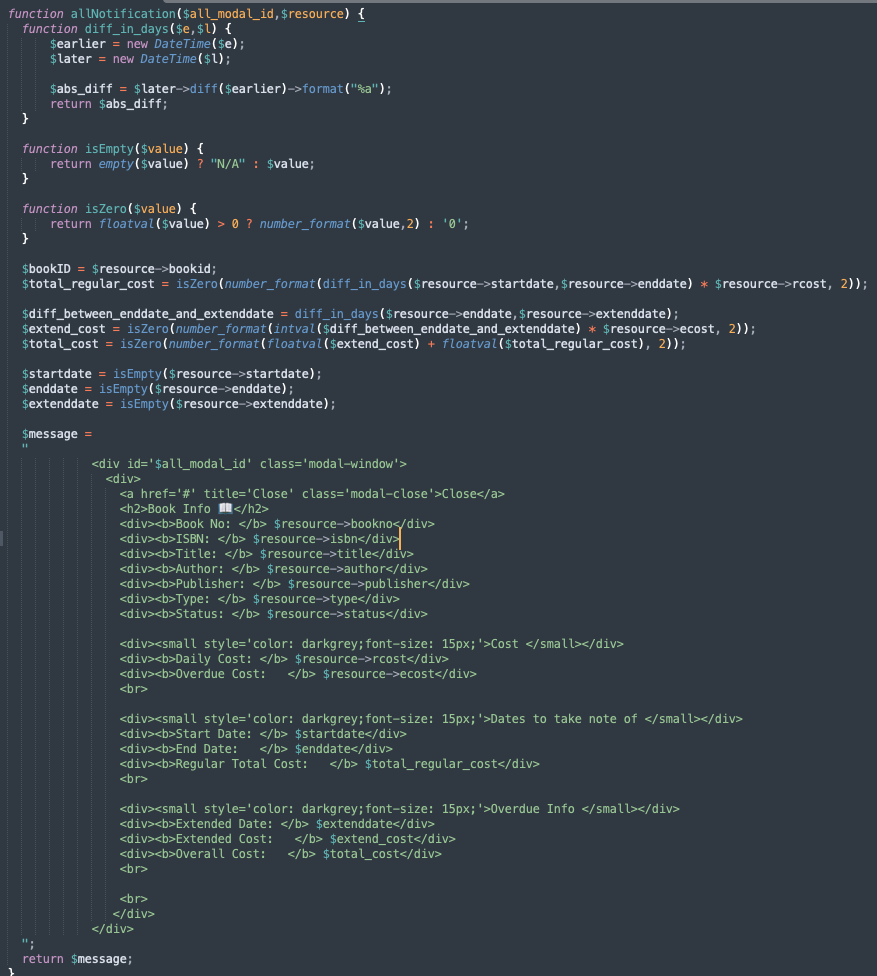 function allNotification($all_modal_id,$resource) {
function diff_in_days($e,$l) {
$earlier = new DateTime($e);
$later = new DateTime($l);
$abs_diff = $later->diff($earlier)->format("%a");
return $abs_diff;
}
function isEmpty($value) {
return empty($value) ? "N/A" : $value;
}
function isZero($value) {
return floatval($value) > 0 ? number_format($value,2) : '0';
}
$bookID = $resource->bookid;
$total_regular_cost = isZero(number_format(diff_in_days($resource->startdate,$resource->enddate) * $resource->rcost, 2));
$diff_between_enddate_and_extenddate = diff_in_days($resource->enddate,$resource->extenddate);
$extend_cost = isZero(number_format(intval($diff_between_enddate_and_extenddate) * $resource->ecost, 2));
$total_cost = isZero(number_format(floatval($extend_cost) + floatval($total_regular_cost), 2));
$startdate = isEmpty($resource->startdate);
$enddate = isEmpty($resource->enddate);
$extenddate = isEmpty($resource->extenddate);
$message =
"
<div id='$all_modal_id' class='modal-window'>
<div>
<a href='#' title='Close' class='modal-close'>Close</a>
<h2>Book Info 📖</h2>
<div><b>Book No: </b> $resource->bookno</div>
<div><b>ISBN: </b> $resource->isbn</div>
<div><b>Title: </b> $resource->title</div>
<div><b>Author: </b> $resource->author</div>
<div><b>Publisher: </b> $resource->publisher</div>
<div><b>Type: </b> $resource->type</div>
<div><b>Status: </b> $resource->status</div>
<div><small style='color: darkgrey;font-size: 15px;'>Cost </small></div>
<div><b>Daily Cost: </b> $resource->rcost</div>
<div><b>Overdue Cost:   </b> $resource->ecost</div>
<br>
<div><small style='color: darkgrey;font-size: 15px;'>Dates to take note of </small></div>
<div><b>Start Date: </b> $startdate</div>
<div><b>End Date:   </b> $enddate</div>
<div><b>Regular Total Cost:   </b> $total_regular_cost</div>
<br>
<div><small style='color: darkgrey;font-size: 15px;'>Overdue Info </small></div>
<div><b>Extended Date: </b> $extenddate</div>
<div><b>Extended Cost:   </b> $extend_cost</div>
<div><b>Overall Cost:   </b> $total_cost</div>
<br>
<br>
</div>
</div>
";
return $message;
}